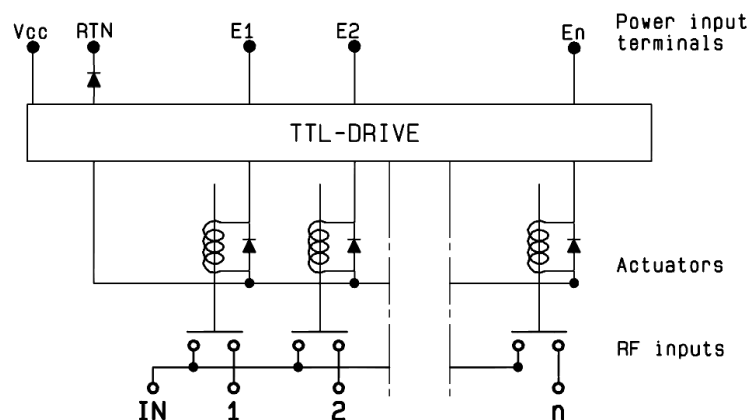 Vcc RTN E1 E2 En Power input
terminals
TTL-DRIVE
Actuators
RF inputs
IN 1 2 n